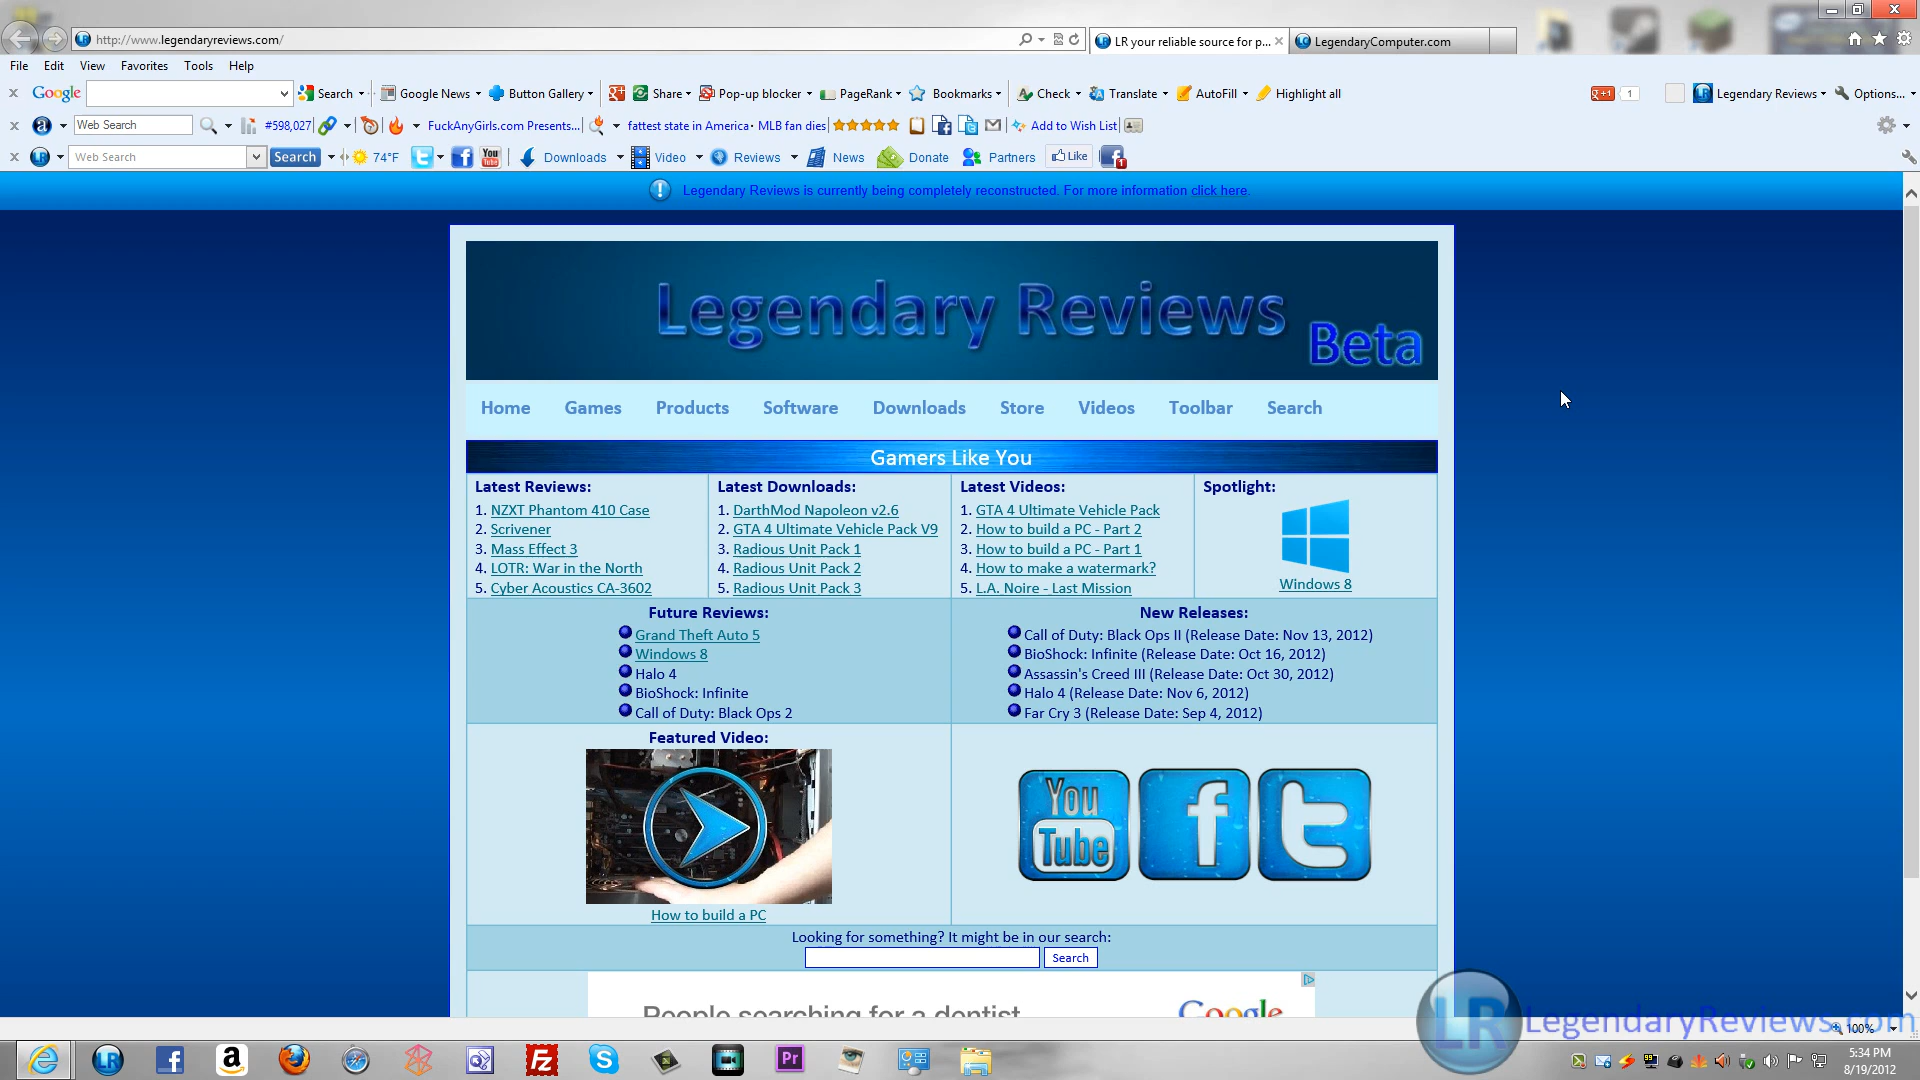 http://www.legendaryreviews.com/
LR your reliable source for p...
LegendaryComputer.com
File Edit View Favorites Tools Help
Google Search Google News Button Gallery Share Pop-up blocker PageRank Bookmarks Check Translate AutoFill Highlight all +1 1 Legendary Reviews Options...
a Web Search #598,027 FuckAnyGirls.com Presents... fattest state in America MLB fan dies Add to Wish List
LR Web Search Search 74°F You Tube Downloads Video Reviews News Donate Partners Like 1
Legendary Reviews is currently being completely reconstructed. For more information click here.
Legendary Reviews
Beta
Home Games Products Software Downloads Store Videos Toolbar Search
Gamers Like You
Latest Reviews:
1. NZXT Phantom 410 Case
2. Scrivener
3. Mass Effect 3
4. LOTR: War in the North
5. Cyber Acoustics CA-3602
Latest Downloads:
1. DarthMod Napoleon v2.6
2. GTA 4 Ultimate Vehicle Pack V9
3. Radious Unit Pack 1
4. Radious Unit Pack 2
5. Radious Unit Pack 3
Latest Videos:
1. GTA 4 Ultimate Vehicle Pack
2. How to build a PC - Part 2
3. How to build a PC - Part 1
4. How to make a watermark?
5. L.A. Noire - Last Mission
Spotlight:
Windows 8
Future Reviews:
Grand Theft Auto 5
Windows 8
Halo 4
BioShock: Infinite
Call of Duty: Black Ops 2
New Releases:
Call of Duty: Black Ops II (Release Date: Nov 13, 2012)
BioShock: Infinite (Release Date: Oct 16, 2012)
Assassin's Creed III (Release Date: Oct 30, 2012)
Halo 4 (Release Date: Nov 6, 2012)
Far Cry 3 (Release Date: Sep 4, 2012)
Featured Video:
How to build a PC
You
Tube
f
t
Looking for something? It might be in our search:
Search
People searching for a dentist
Google
LR LegendaryReviews.com
100%
LR f a Fz S Pr
5:34 PM
8/19/2012